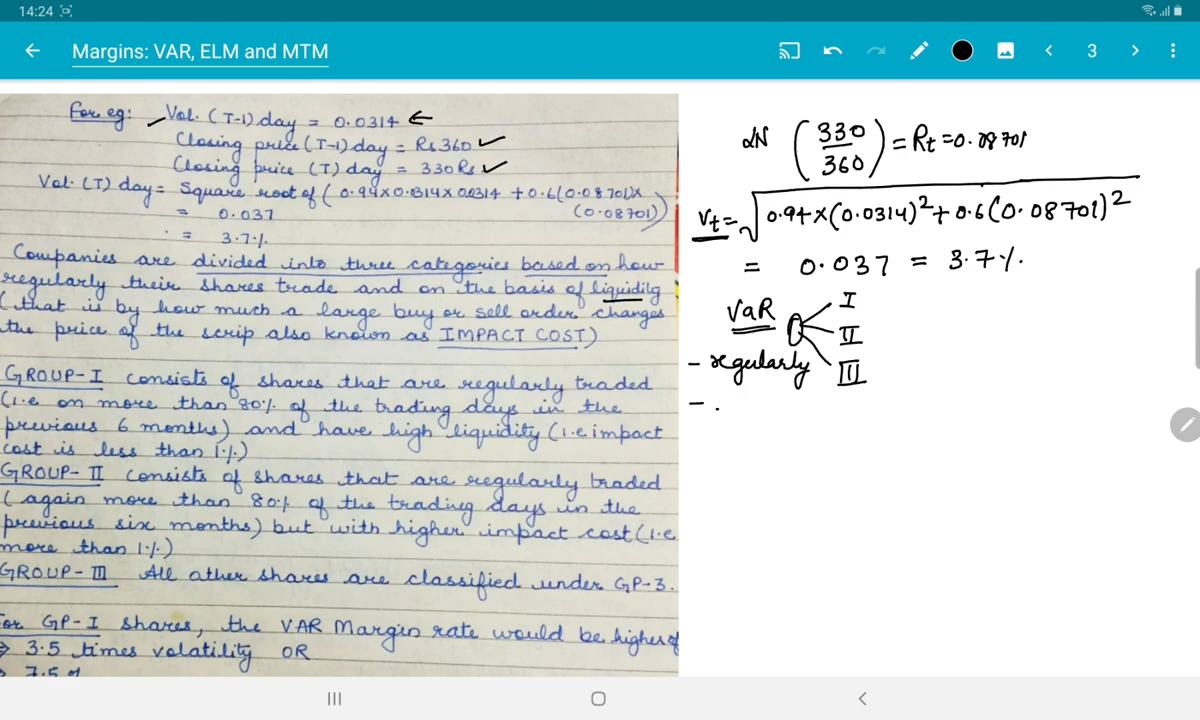 14:24
Margins: VAR, ELM and MTM
3
For eg: Vol. (T-1) day = 0.0314
Closing price (T-1) day = Rs 360
Closing price (T) day = 330 Rs
Vol. (T) day = Square root of (0.94 x 0.0314 x 0.0314 + 0.6 (0.08701) x
(0.08701))
= 0.037
= 3.7%
Companies are divided into three categories based on how
regularly their shares trade and on the basis of liquidity
(that is by how much a large buy or sell order changes
the price of the scrip also known as IMPACT COST)
GROUP-I consists of shares that are regularly traded
(i.e on more than 80% of the trading days in the
previous 6 months) and have high liquidity (i.e impact
cost is less than 1%)
GROUP-II consists of shares that are regularly traded
(again more than 80% of the trading days in the
previous six months) but with higher impact cost (i.e
more than 1%)
GROUP-III All other shares are classified under GP-3.
For GP-I shares, the VAR Margin rate would be higher of
3.5 times volatility OR
7.5
LN (330/360) = Rt = 0.08701
Vt = √0.94 x (0.0314)² + 0.6 (0.08701)²
= 0.037 = 3.7%
VaR
I
II
- regularly
III
- .